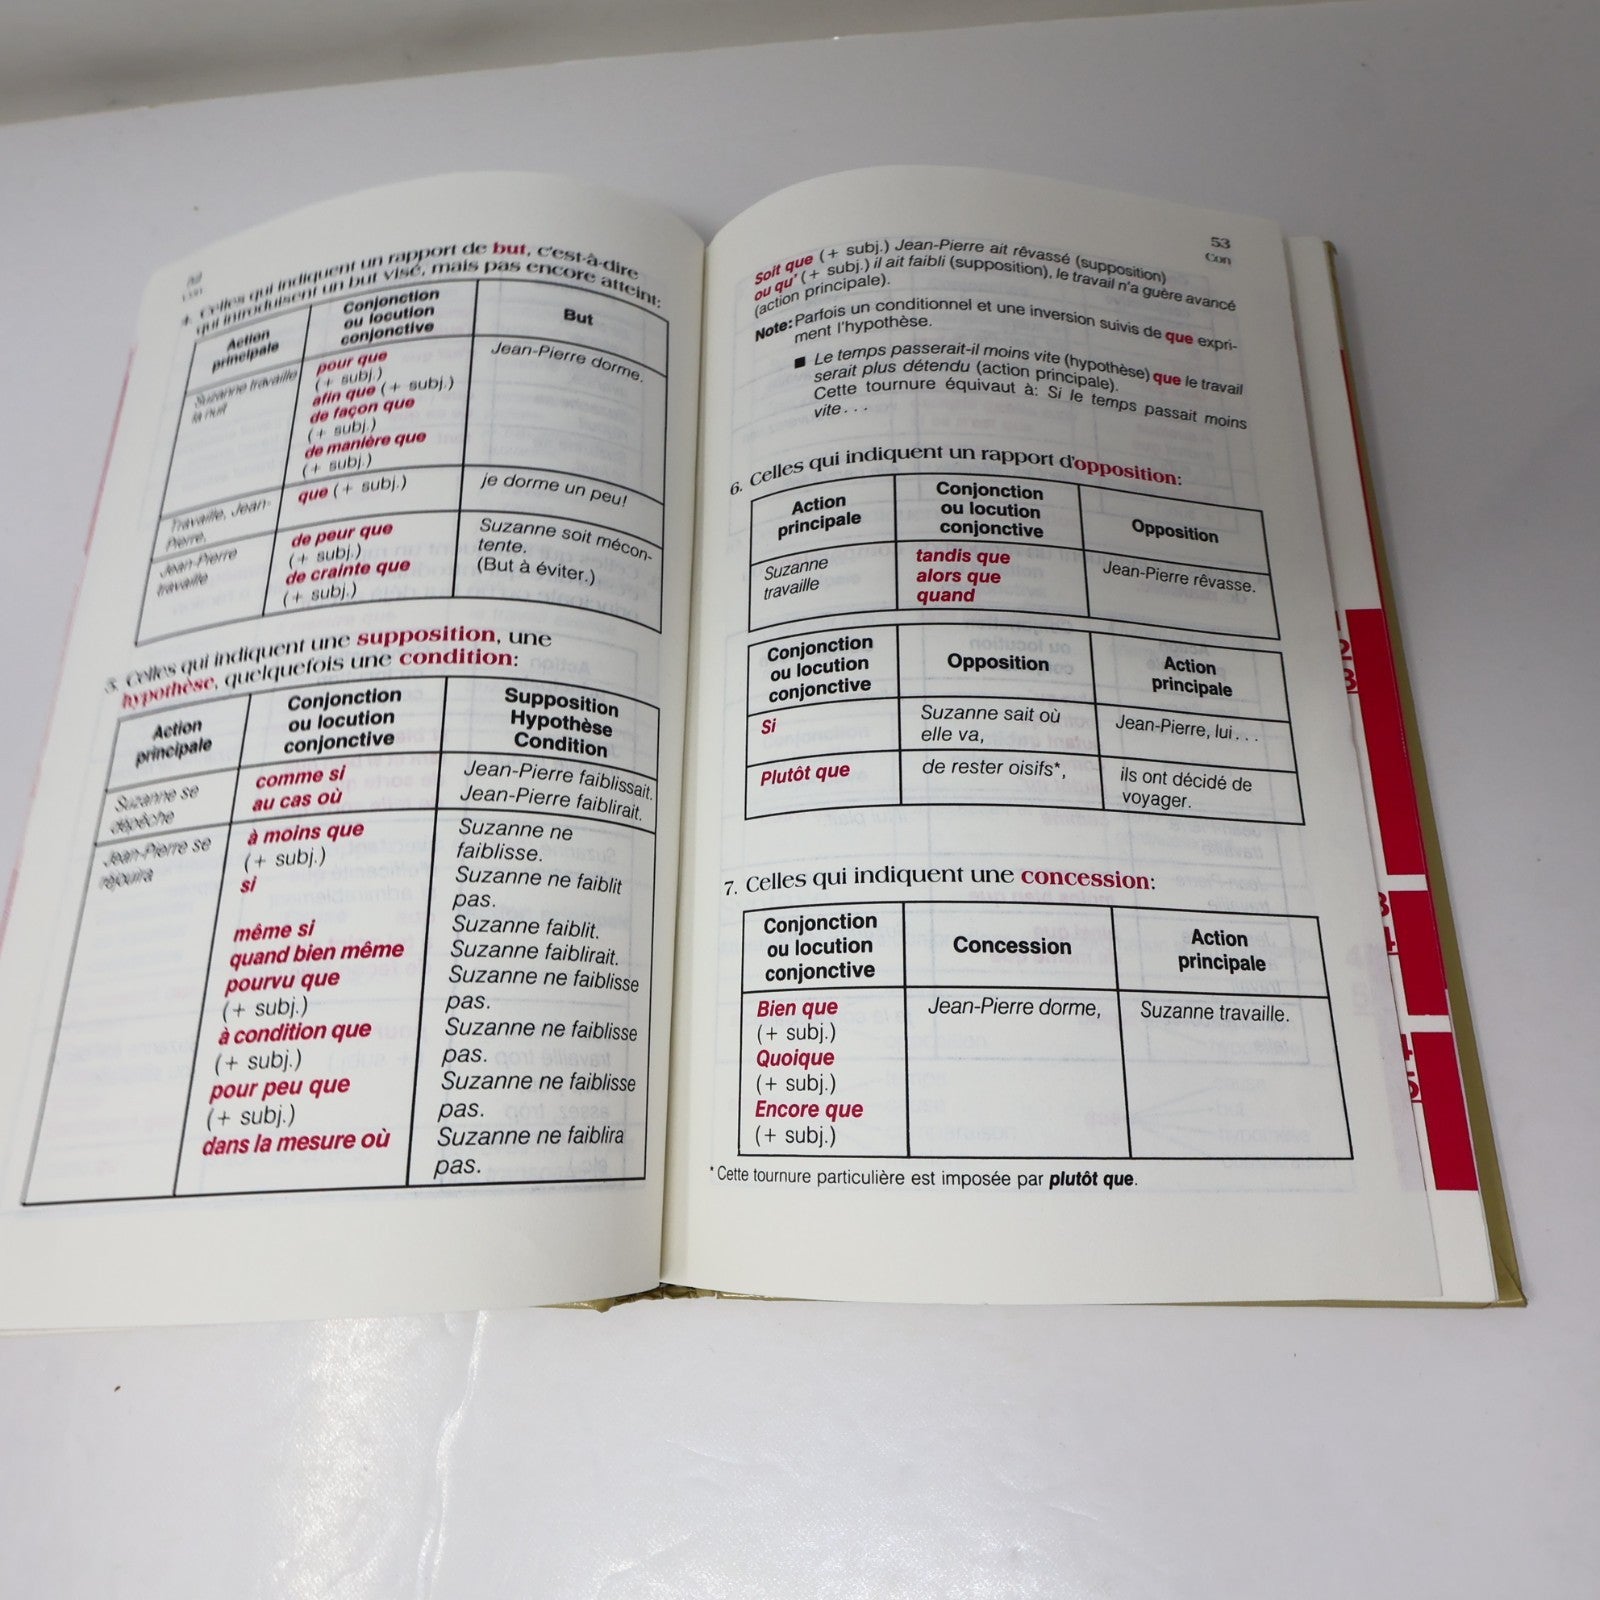 52
Con
4. Celles qui indiquent un rapport de but, c'est-à-dire
qui introduisent un but visé, mais pas encore atteint:
Action
principale
Conjonction
ou locution
conjonctive
But
Suzanne travaille
la nuit
pour que
(+ subj.)
afin que (+ subj.)
de façon que
(+ subj.)
de manière que
(+ subj.)
Jean-Pierre dorme.
Travaille, Jean-
Pierre,
que (+ subj.)
je dorme un peu!
Jean-Pierre
travaille
de peur que
(+ subj.)
de crainte que
(+ subj.)
Suzanne soit mécon-
tente.
(But à éviter.)
5. Celles qui indiquent une supposition, une
hypothèse, quelquefois une condition:
Action
principale
Conjonction
ou locution
conjonctive
Supposition
Hypothèse
Condition
Suzanne se
dépêche
comme si
au cas où
Jean-Pierre faiblissait.
Jean-Pierre faiblirait.
Jean-Pierre se
réjouira
à moins que
(+ subj.)
si
même si
quand bien même
pourvu que
(+ subj.)
à condition que
(+ subj.)
pour peu que
(+ subj.)
dans la mesure où
Suzanne ne
faiblisse.
Suzanne ne faiblit
pas.
Suzanne faiblit.
Suzanne faiblirait.
Suzanne ne faiblisse
pas.
Suzanne ne faiblisse
pas.
Suzanne ne faiblisse
pas.
Suzanne ne faiblira
pas.
53
Con
Soit que (+ subj.) Jean-Pierre ait rêvassé (supposition)
ou qu' (+ subj.) il ait faibli (supposition), le travail n'a guère avancé
(action principale).
Note: Parfois un conditionnel et une inversion suivis de que expri-
ment l'hypothèse.
■ Le temps passerait-il moins vite (hypothèse) que le travail
serait plus détendu (action principale).
Cette tournure équivaut à: Si le temps passait moins
vite...
6. Celles qui indiquent un rapport d'opposition:
Action
principale
Conjonction
ou locution
conjonctive
Opposition
Suzanne
travaille
tandis que
alors que
quand
Jean-Pierre rêvasse.
Conjonction
ou locution
conjonctive
Opposition
Action
principale
Si
Suzanne sait où
elle va,
Jean-Pierre, lui...
Plutôt que
de rester oisifs*,
ils ont décidé de
voyager.
7. Celles qui indiquent une concession:
Conjonction
ou locution
conjonctive
Concession
Action
principale
Bien que
(+ subj.)
Quoique
(+ subj.)
Encore que
(+ subj.)
Jean-Pierre dorme,
Suzanne travaille.
* Cette tournure particulière est imposée par plutôt que.